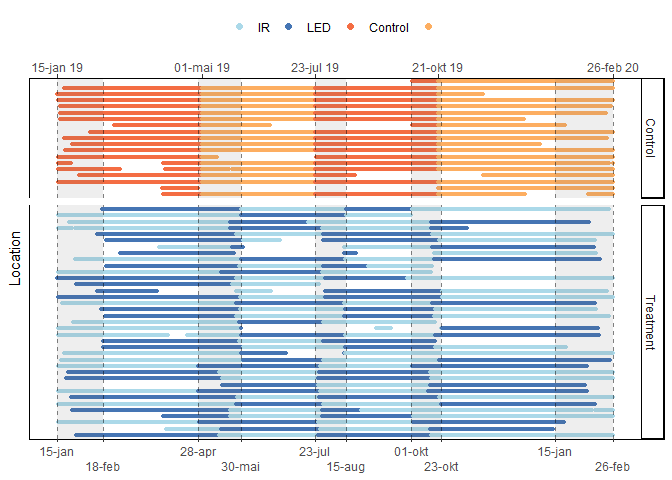 IR LED Control
15-jan 19 01-mai 19 23-jul 19 21-okt 19 26-feb 20
Control
Location
Treatment
15-jan 28-apr 23-jul 01-okt 15-jan
18-feb 30-mai 15-aug 23-okt 26-feb